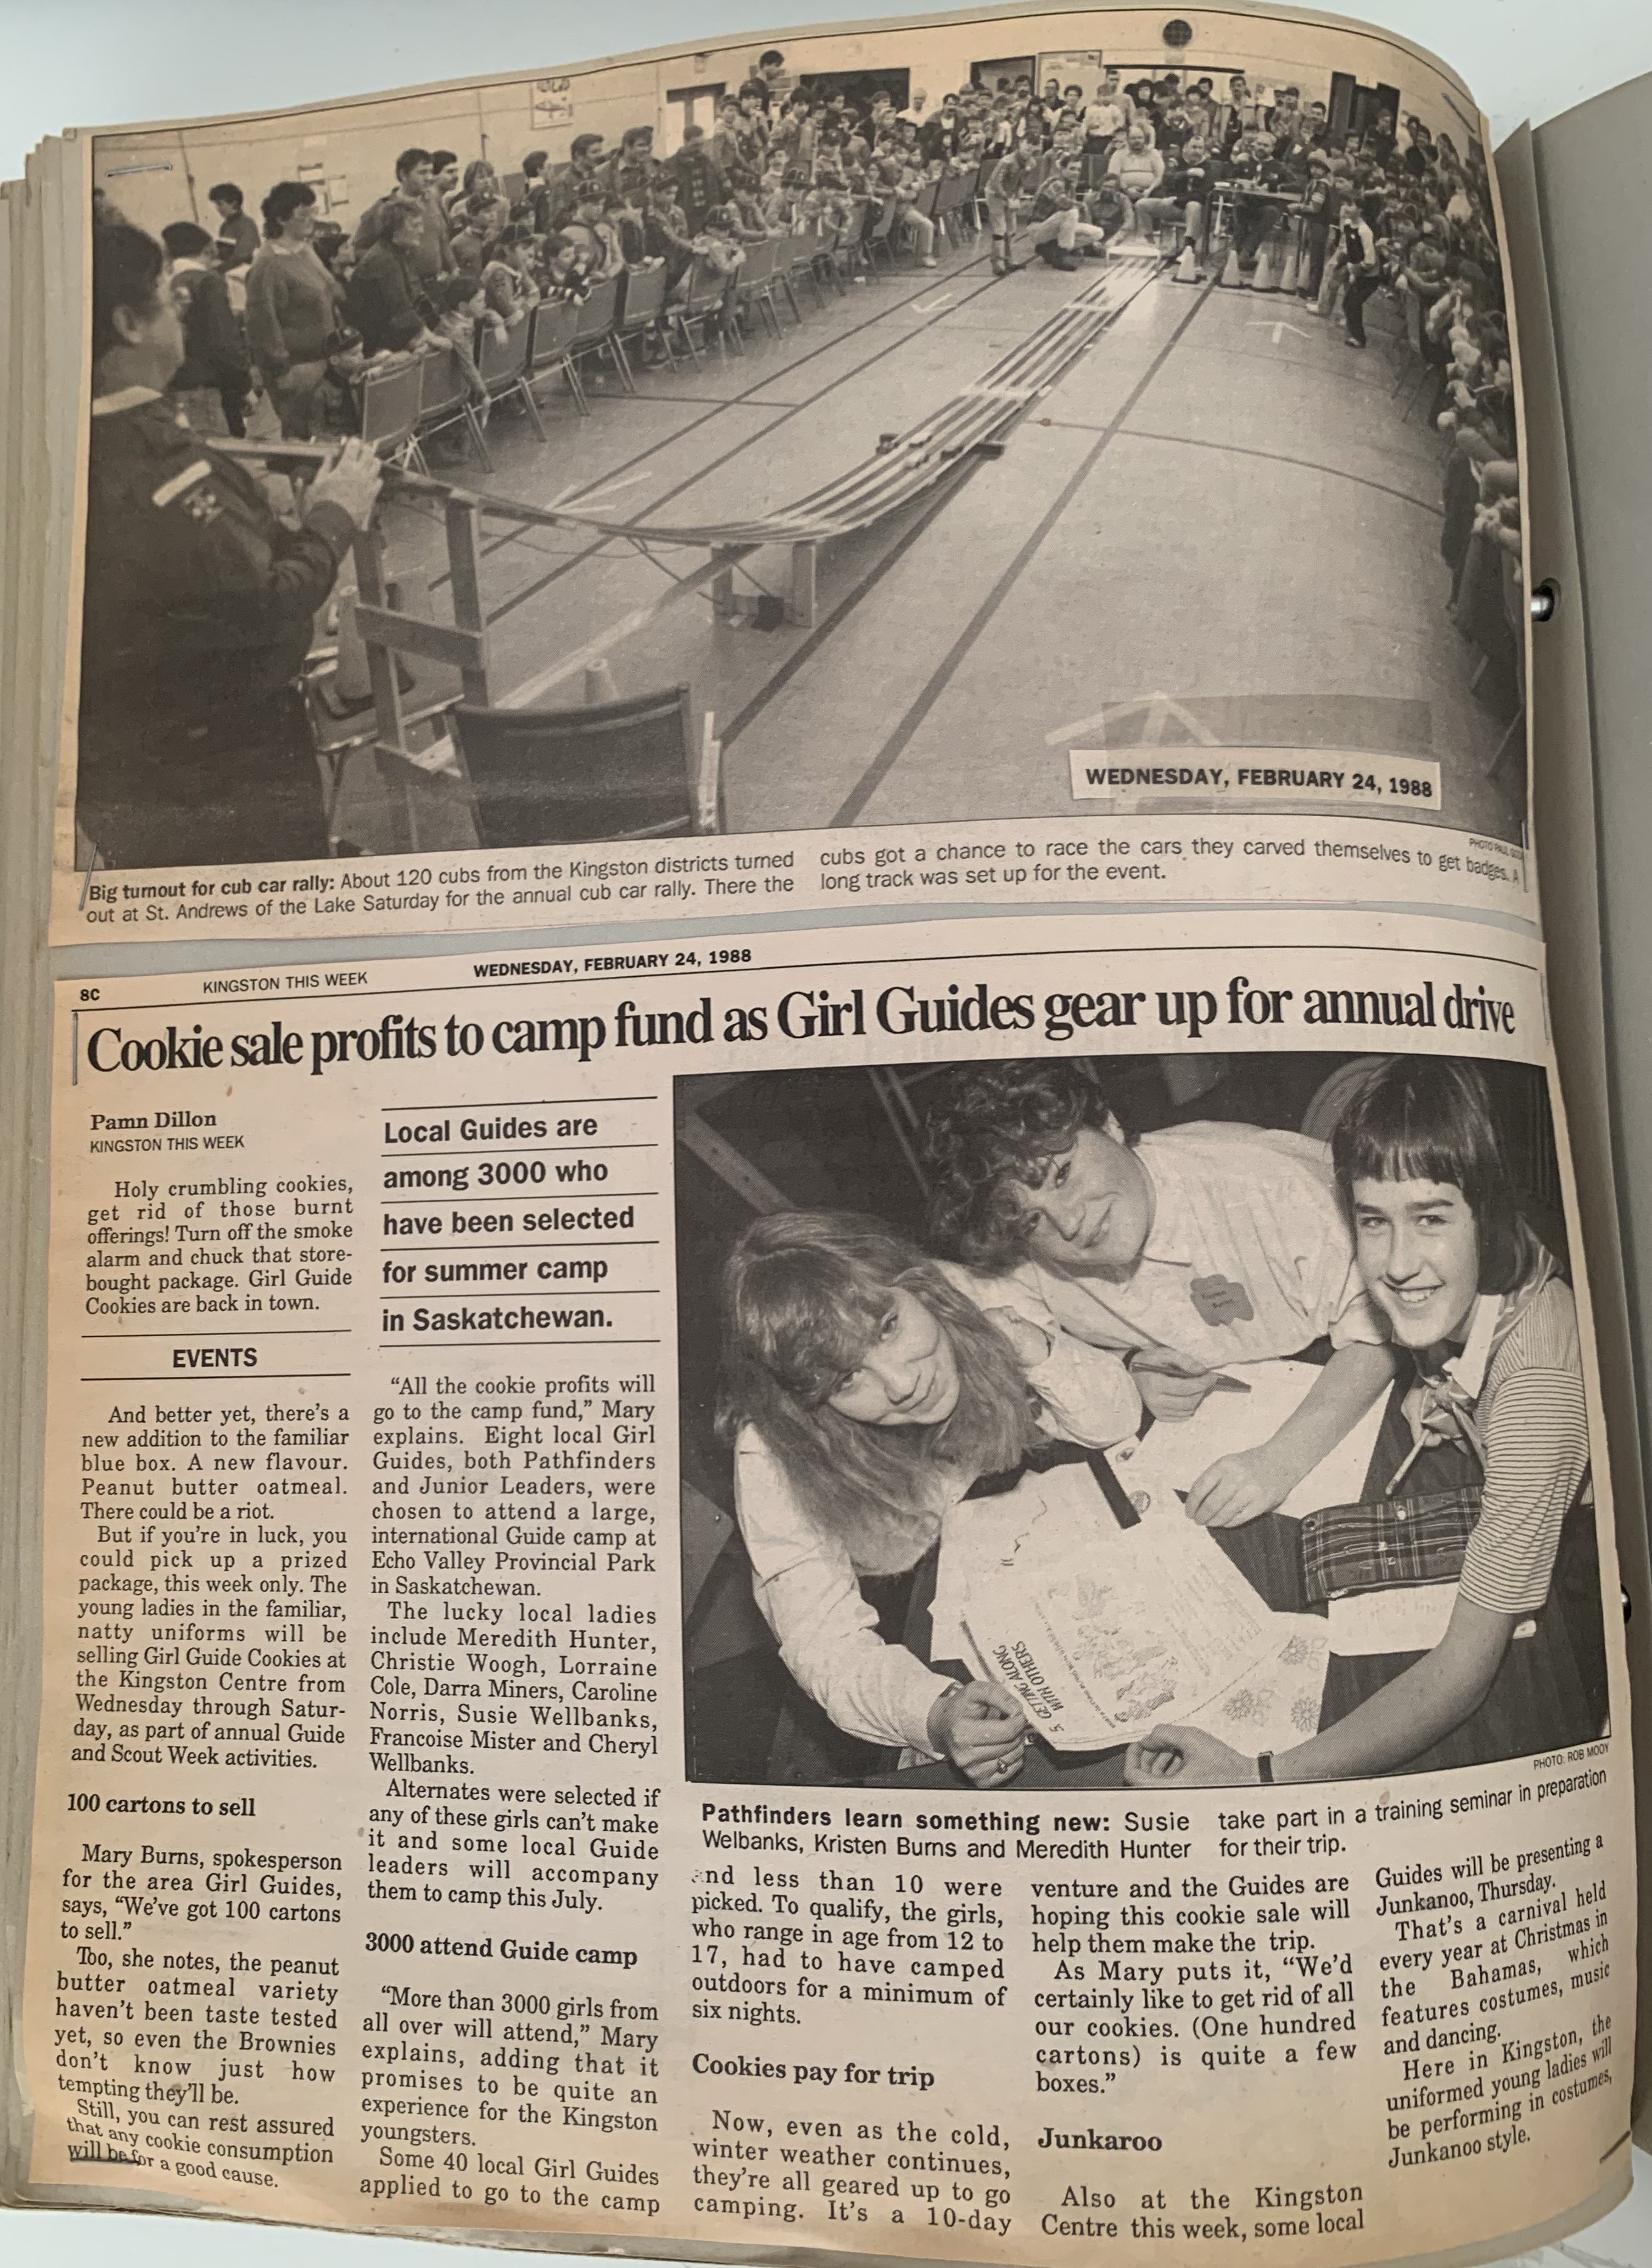 WEDNESDAY, FEBRUARY 24, 1988
PHOTO PAUL
Big turnout for cub car rally: About 120 cubs from the Kingston districts turned
out at St. Andrews of the Lake Saturday for the annual cub car rally. There the
cubs got a chance to race the cars they carved themselves to get badges. A
long track was set up for the event.
8C KINGSTON THIS WEEK WEDNESDAY, FEBRUARY 24, 1988
Cookie sale profits to camp fund as Girl Guides gear up for annual drive
Pamn Dillon
KINGSTON THIS WEEK
Holy crumbling cookies,
get rid of those burnt
offerings! Turn off the smoke
alarm and chuck that store-
bought package. Girl Guide
Cookies are back in town.
EVENTS
And better yet, there's a
new addition to the familiar
blue box. A new flavour.
Peanut butter oatmeal.
There could be a riot.
But if you're in luck, you
could pick up a prized
package, this week only. The
young ladies in the familiar,
natty uniforms will be
selling Girl Guide Cookies at
the Kingston Centre from
Wednesday through Satur-
day, as part of annual Guide
and Scout Week activities.
100 cartons to sell
Mary Burns, spokesperson
for the area Girl Guides,
says, "We've got 100 cartons
to sell."
Too, she notes, the peanut
butter oatmeal variety
haven't been taste tested
yet, so even the Brownies
don't know just how
tempting they'll be.
Still, you can rest assured
that any cookie consumption
will be for a good cause.
Local Guides are
among 3000 who
have been selected
for summer camp
in Saskatchewan.
"All the cookie profits will
go to the camp fund," Mary
explains. Eight local Girl
Guides, both Pathfinders
and Junior Leaders, were
chosen to attend a large,
international Guide camp at
Echo Valley Provincial Park
in Saskatchewan.
The lucky local ladies
include Meredith Hunter,
Christie Woogh, Lorraine
Cole, Darra Miners, Caroline
Norris, Susie Wellbanks,
Francoise Mister and Cheryl
Wellbanks.
Alternates were selected if
any of these girls can't make
it and some local Guide
leaders will accompany
them to camp this July.
3000 attend Guide camp
"More than 3000 girls from
all over will attend," Mary
explains, adding that it
promises to be quite an
experience for the Kingston
youngsters.
Some 40 local Girl Guides
applied to go to the camp
5. GETTING ALONG
WITH OTHERS
PHOTO: ROB MOOY
Pathfinders learn something new: Susie
Welbanks, Kristen Burns and Meredith Hunter
take part in a training seminar in preparation
for their trip.
and less than 10 were
picked. To qualify, the girls,
who range in age from 12 to
17, had to have camped
outdoors for a minimum of
six nights.
Cookies pay for trip
Now, even as the cold,
winter weather continues,
they're all geared up to go
camping. It's a 10-day
venture and the Guides are
hoping this cookie sale will
help them make the trip.
As Mary puts it, "We'd
certainly like to get rid of all
our cookies. (One hundred
cartons) is quite a few
boxes."
Junkaroo
Also at the Kingston
Centre this week, some local
Guides will be presenting a
Junkanoo, Thursday.
That's a carnival held
every year at Christmas in
the Bahamas, which
features costumes, music
and dancing.
Here in Kingston, the
uniformed young ladies will
be performing in costumes,
Junkanoo style.